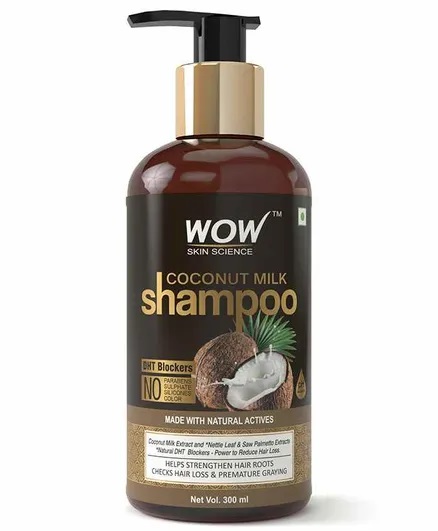 WOW™
SKIN SCIENCE
COCONUT MILK
shampoo
DHT Blockers
NO PARABENS
SULPHATE
SILICONES
COLOR
MADE WITH NATURAL ACTIVES
Coconut Milk Extract and *Nettle Leaf & Saw Palmetto Extracts
*Natural DHT Blockers - Power to Reduce Hair Loss.
HELPS STRENGTHEN HAIR ROOTS
CHECKS HAIR LOSS & PREMATURE GRAYING
Net Vol. 300 ml